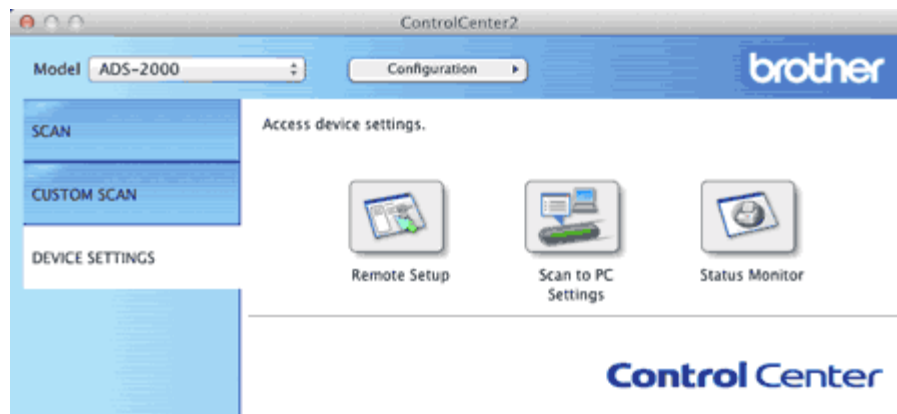 ControlCenter2
Model ADS-2000 Configuration brother
SCAN
Access device settings.
CUSTOM SCAN
DEVICE SETTINGS
Remote Setup
Scan to PC
Settings
Status Monitor
Control Center